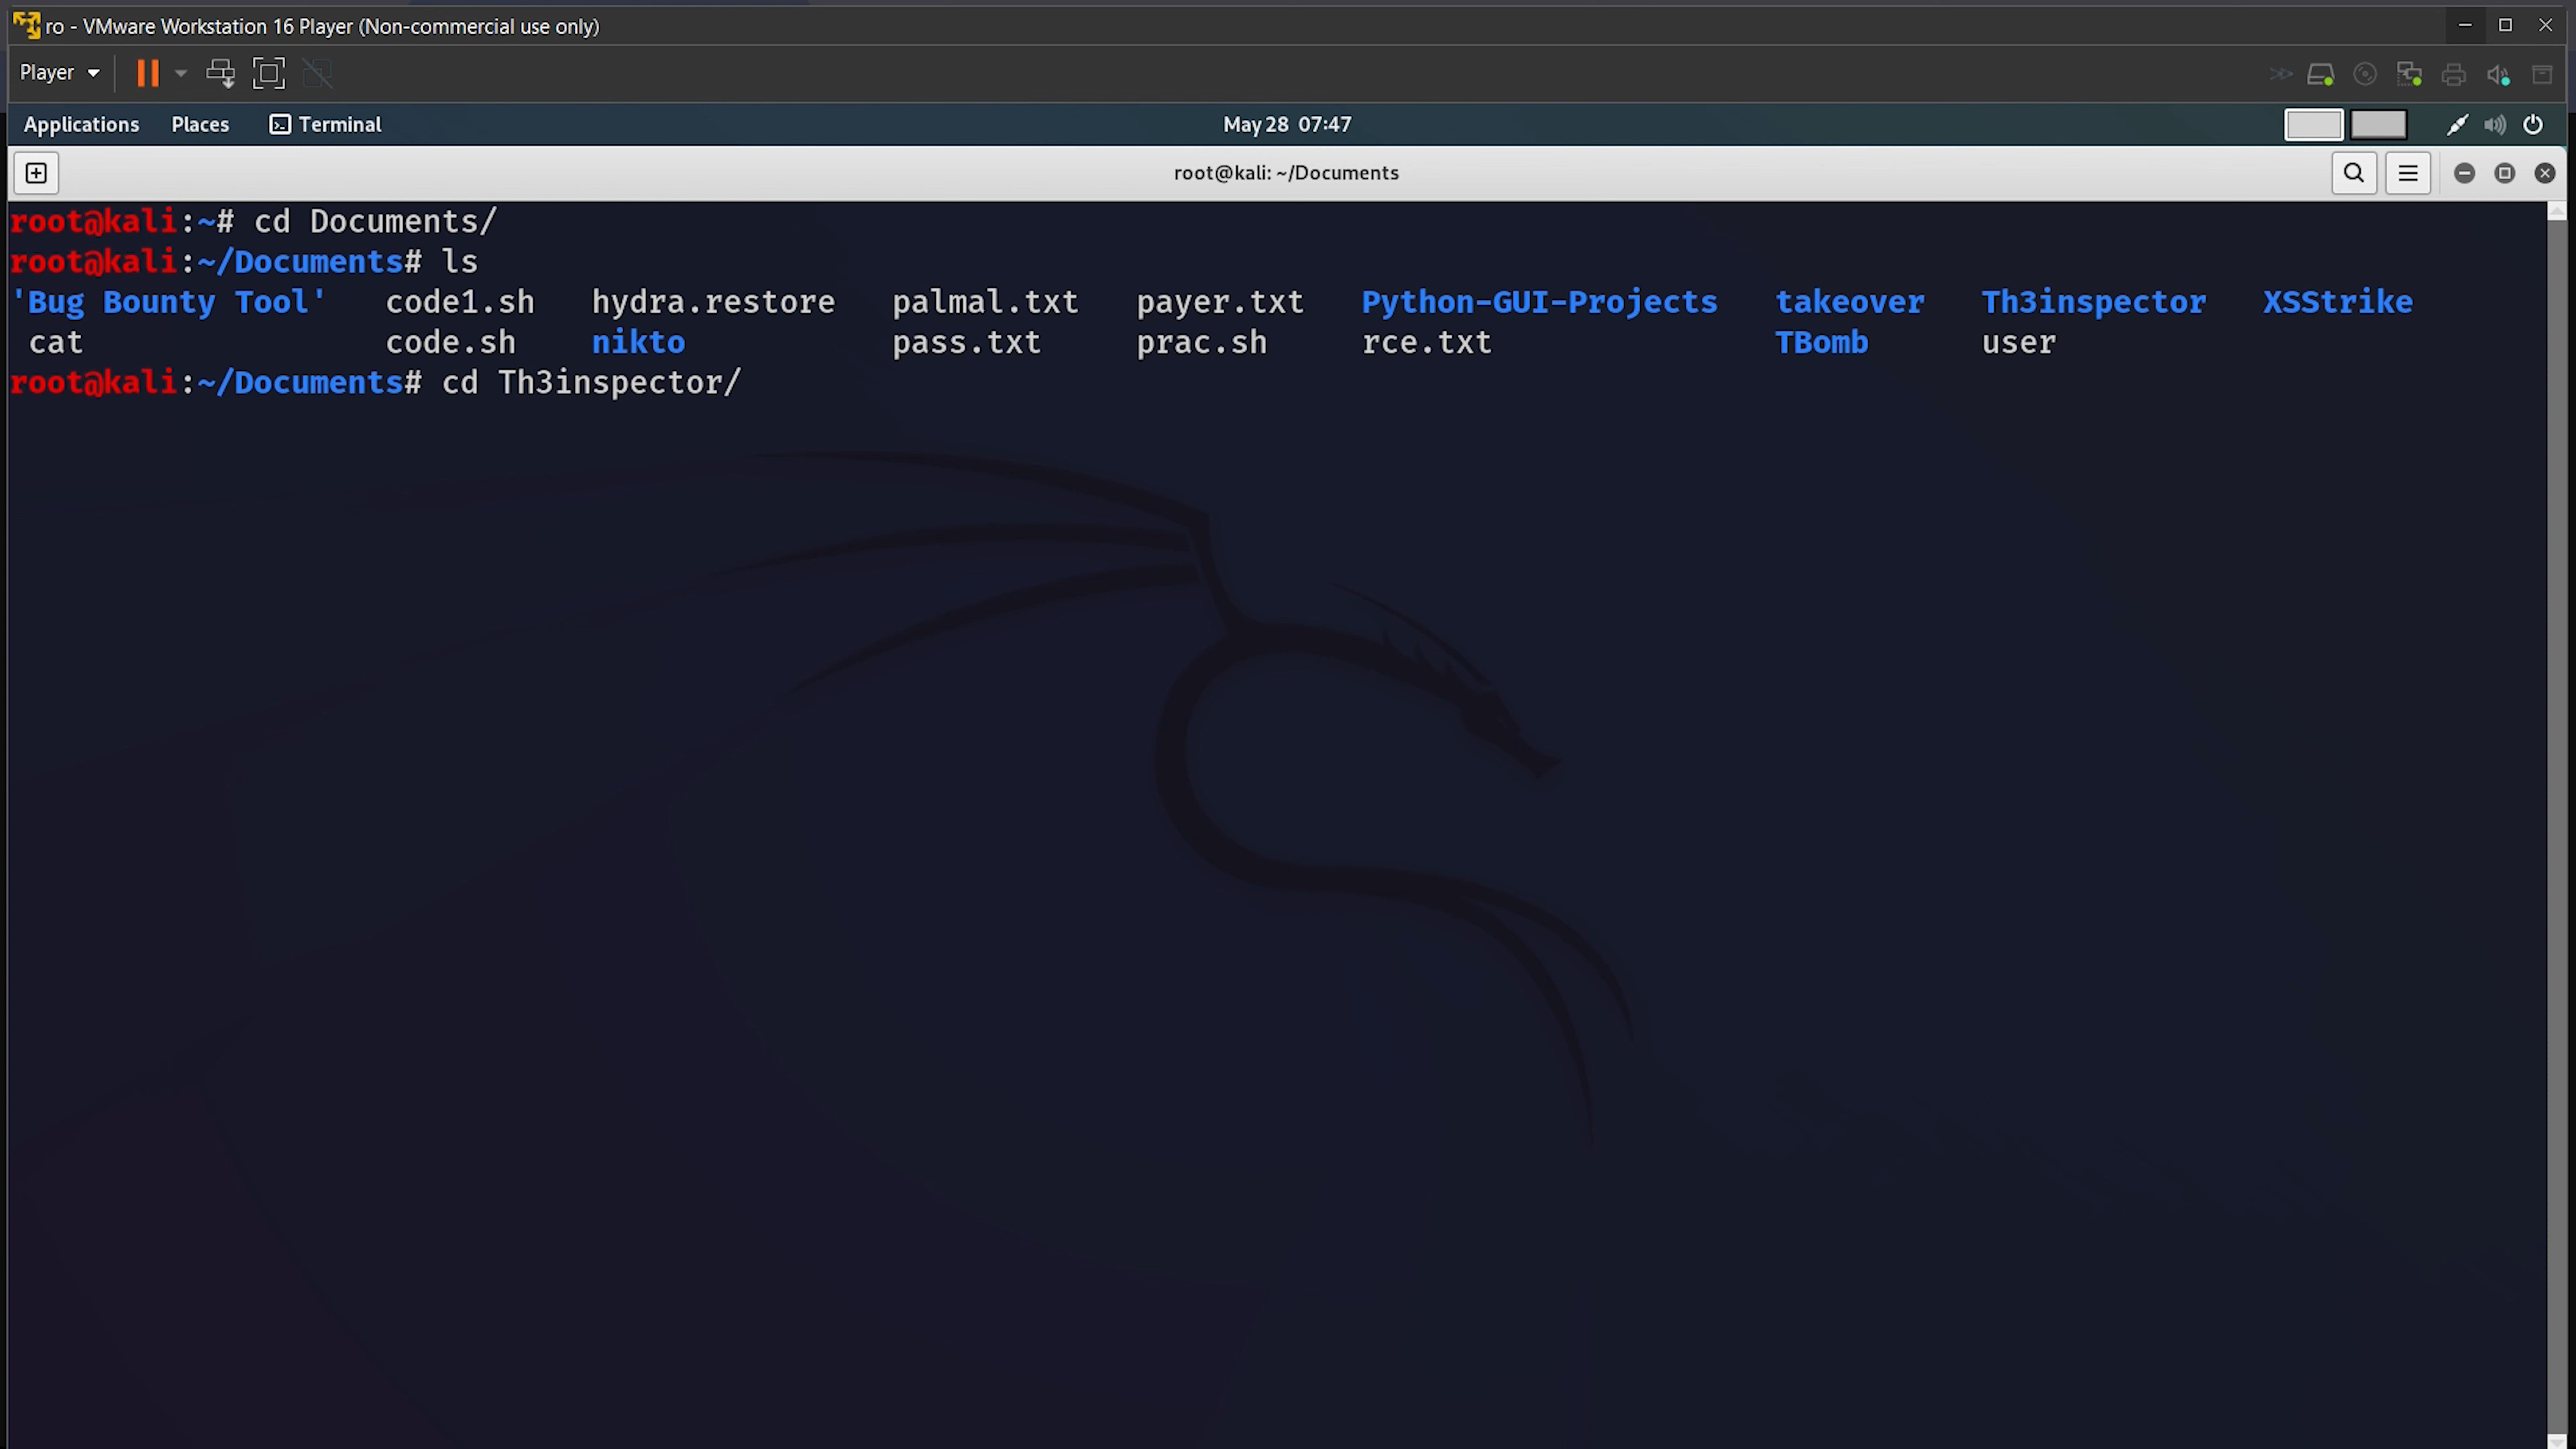 ro - VMware Workstation 16 Player (Non-commercial use only)
Player
Applications Places Terminal May 28 07:47
root@kali: ~/Documents
root@kali:~# cd Documents/
root@kali:~/Documents# ls
'Bug Bounty Tool' code1.sh hydra.restore palmal.txt payer.txt Python-GUI-Projects takeover Th3inspector XSStrike
cat code.sh nikto pass.txt prac.sh rce.txt TBomb user
root@kali:~/Documents# cd Th3inspector/